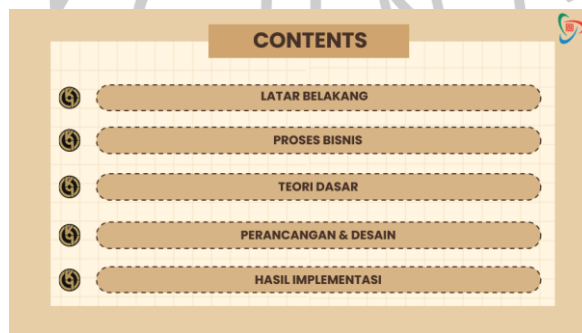 CONTENTS
LATAR BELAKANG
PROSES BISNIS
TEORI DASAR
PERANCANGAN & DESAIN
HASIL IMPLEMENTASI